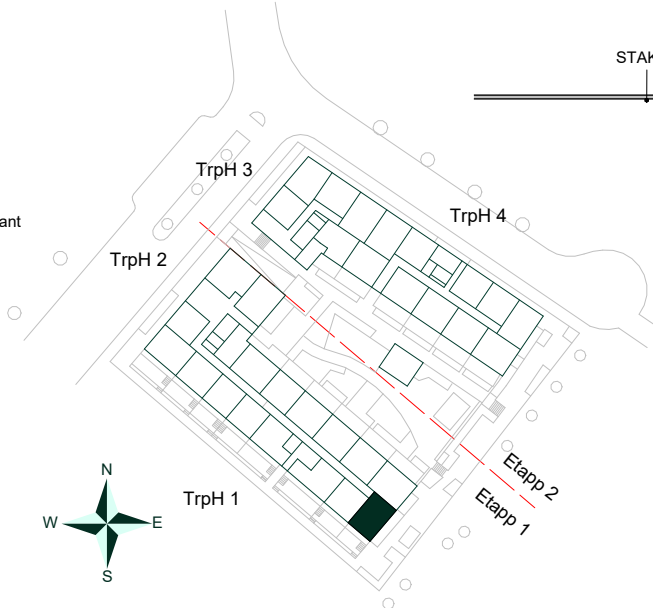 STAK
TrpH 3
TrpH 4
ant
TrpH 2
Etapp 2
Etapp 1
TrpH 1
N
W
E
S